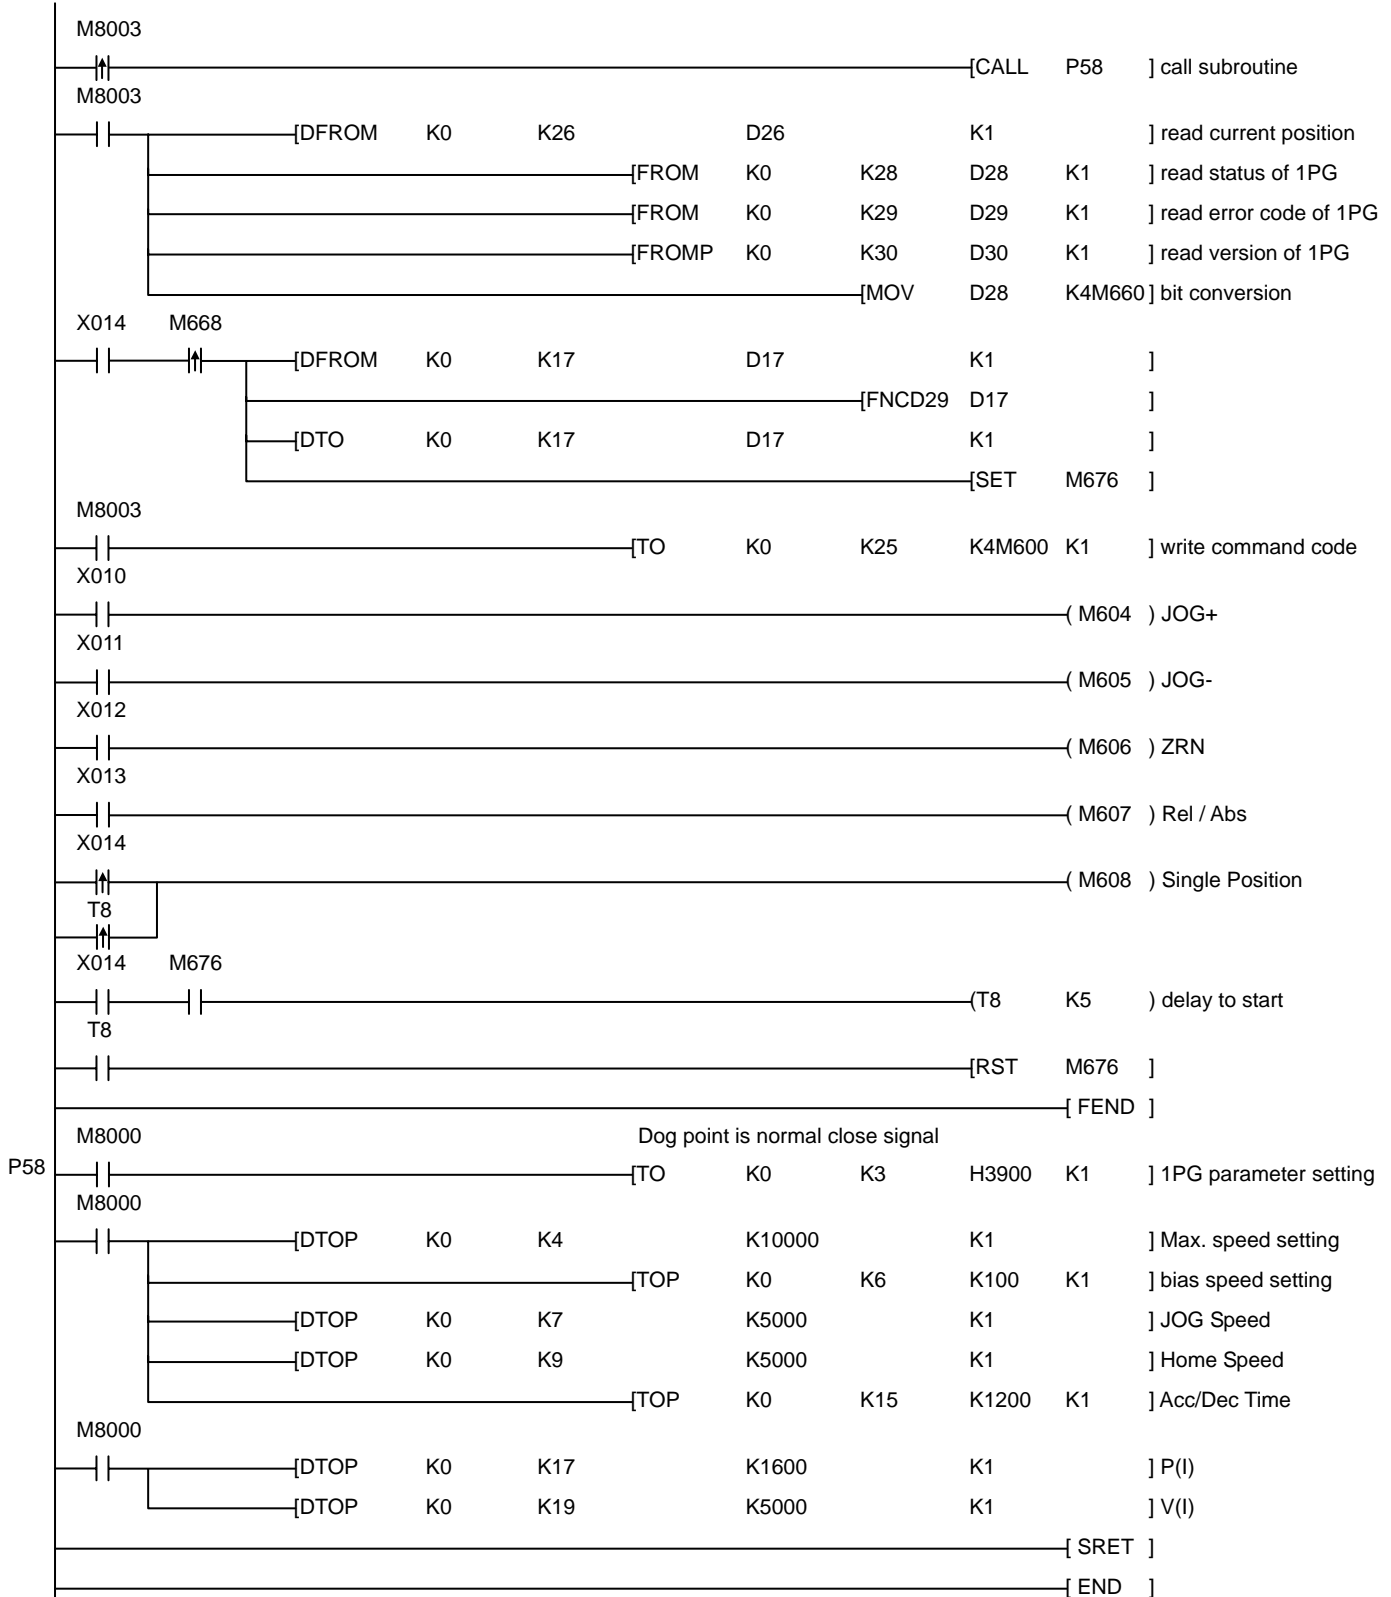 M8003
[CALL P58 ] call subroutine
M8003
[DFROM K0 K26 D26 K1 ] read current position
[FROM K0 K28 D28 K1 ] read status of 1PG
[FROM K0 K29 D29 K1 ] read error code of 1PG
[FROMP K0 K30 D30 K1 ] read version of 1PG
[MOV D28 K4M660 ] bit conversion
X014 M668
[DFROM K0 K17 D17 K1 ]
[FNCD29 D17 ]
[DTO K0 K17 D17 K1 ]
[SET M676 ]
M8003
[TO K0 K25 K4M600 K1 ] write command code
X010
( M604 ) JOG+
X011
( M605 ) JOG-
X012
( M606 ) ZRN
X013
( M607 ) Rel / Abs
X014
( M608 ) Single Position
T8
X014 M676
(T8 K5 ) delay to start
T8
[RST M676 ]
[ FEND ]
M8000 Dog point is normal close signal
P58 [TO K0 K3 H3900 K1 ] 1PG parameter setting
M8000
[DTOP K0 K4 K10000 K1 ] Max. speed setting
[TOP K0 K6 K100 K1 ] bias speed setting
[DTOP K0 K7 K5000 K1 ] JOG Speed
[DTOP K0 K9 K5000 K1 ] Home Speed
[TOP K0 K15 K1200 K1 ] Acc/Dec Time
M8000
[DTOP K0 K17 K1600 K1 ] P(I)
[DTOP K0 K19 K5000 K1 ] V(I)
[ SRET ]
[ END ]